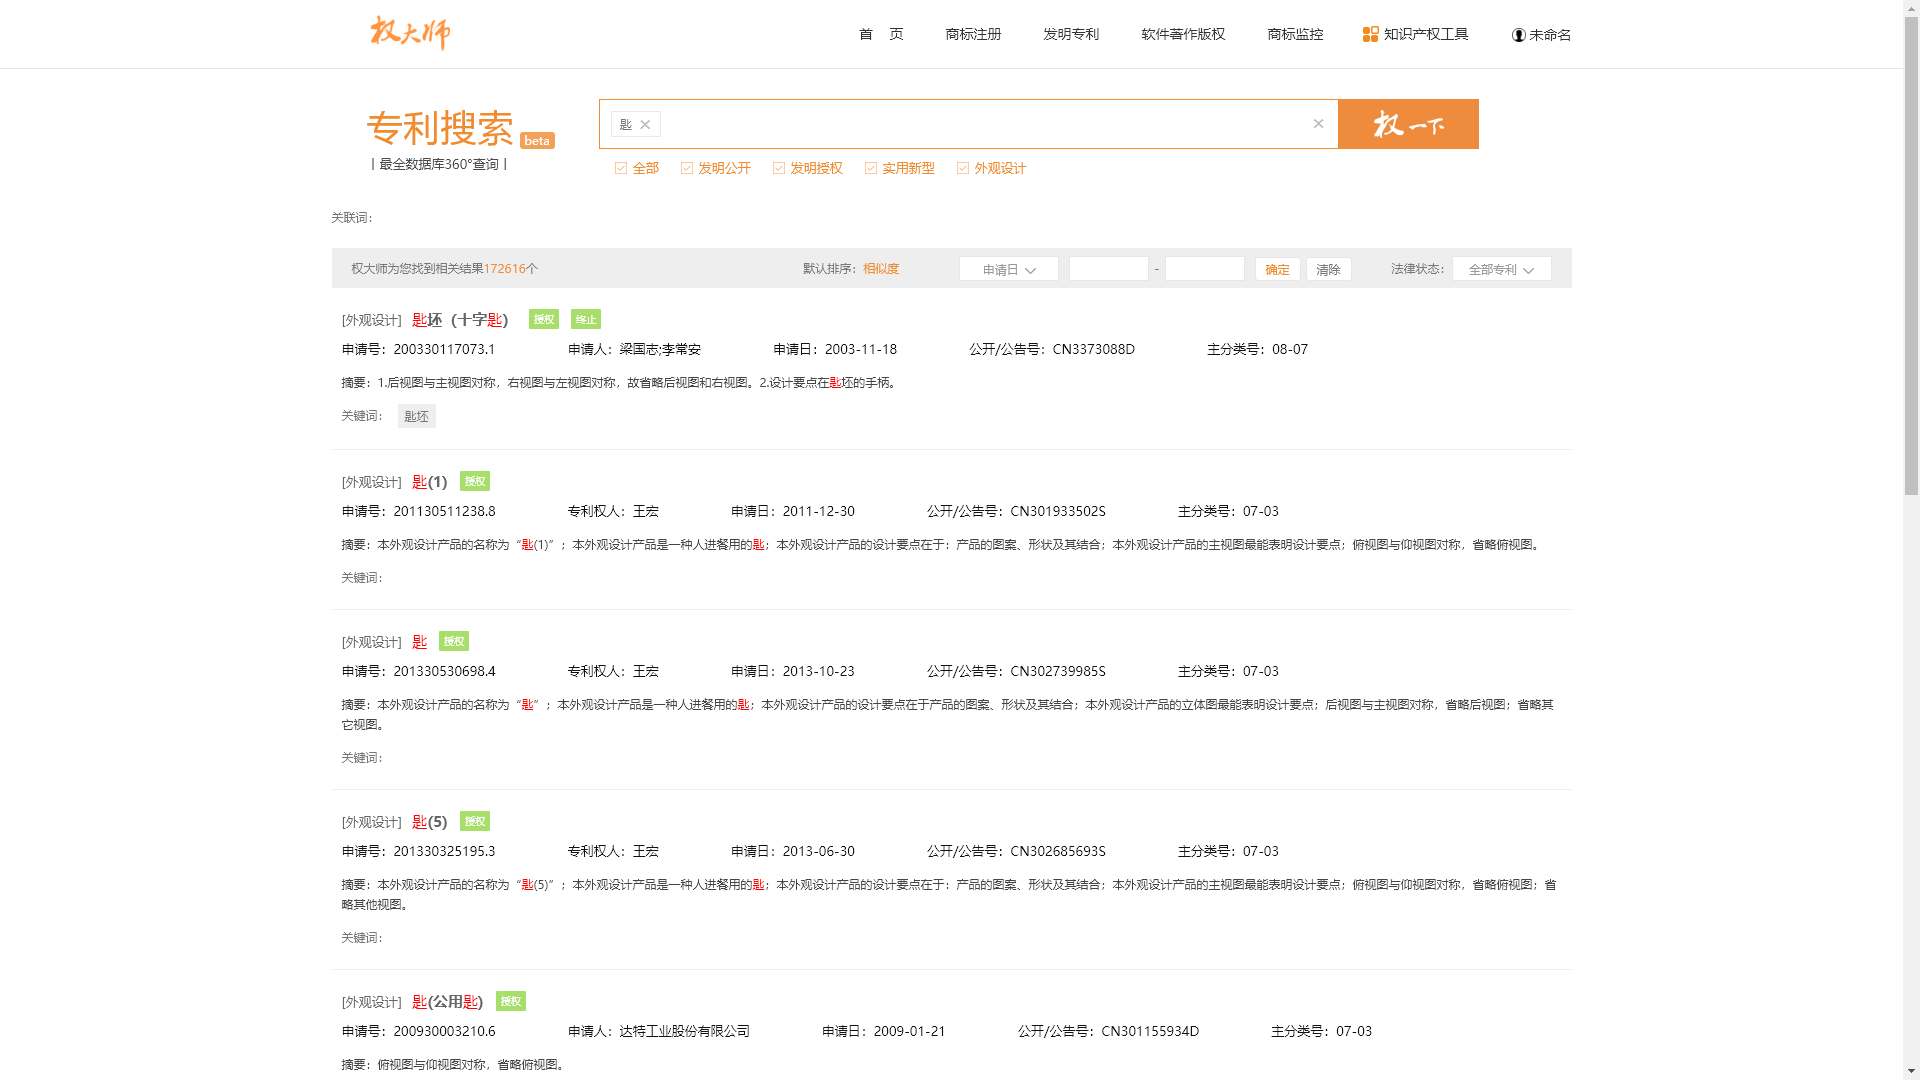 权大师
首 页 商标注册 发明专利 软件著作版权 商标监控 知识产权工具 未命名
专利搜索 beta
| 最全数据库360°查询 |
匙
权一下
全部 发明公开 发明授权 实用新型 外观设计
关联词：
权大师为您找到相关结果172616个 默认排序：相似度 申请日 - 确定 清除 法律状态： 全部专利
[外观设计] 匙坯（十字匙） 授权 终止
申请号：200330117073.1 申请人：梁国志;李常安 申请日：2003-11-18 公开/公告号：CN3373088D 主分类号：08-07
摘要：1.后视图与主视图对称，右视图与左视图对称，故省略后视图和右视图。2.设计要点在匙坯的手柄。
关键词： 匙坯
[外观设计] 匙(1) 授权
申请号：201130511238.8 专利权人：王宏 申请日：2011-12-30 公开/公告号：CN301933502S 主分类号：07-03
摘要：本外观设计产品的名称为“匙(1)”；本外观设计产品是一种人进餐用的匙；本外观设计产品的设计要点在于：产品的图案、形状及其结合；本外观设计产品的主视图最能表明设计要点；俯视图与仰视图对称，省略俯视图。
关键词：
[外观设计] 匙 授权
申请号：201330530698.4 专利权人：王宏 申请日：2013-10-23 公开/公告号：CN302739985S 主分类号：07-03
摘要：本外观设计产品的名称为“匙”；本外观设计产品是一种人进餐用的匙；本外观设计产品的设计要点在于产品的图案、形状及其结合；本外观设计产品的立体图最能表明设计要点；后视图与主视图对称，省略后视图；省略其
它视图。
关键词：
[外观设计] 匙(5) 授权
申请号：201330325195.3 专利权人：王宏 申请日：2013-06-30 公开/公告号：CN302685693S 主分类号：07-03
摘要：本外观设计产品的名称为“匙(5)”；本外观设计产品是一种人进餐用的匙；本外观设计产品的设计要点在于：产品的图案、形状及其结合；本外观设计产品的主视图最能表明设计要点；俯视图与仰视图对称，省略俯视图；省
略其他视图。
关键词：
[外观设计] 匙(公用匙) 授权
申请号：200930003210.6 申请人：达特工业股份有限公司 申请日：2009-01-21 公开/公告号：CN301155934D 主分类号：07-03
摘要：俯视图与仰视图对称，省略俯视图。